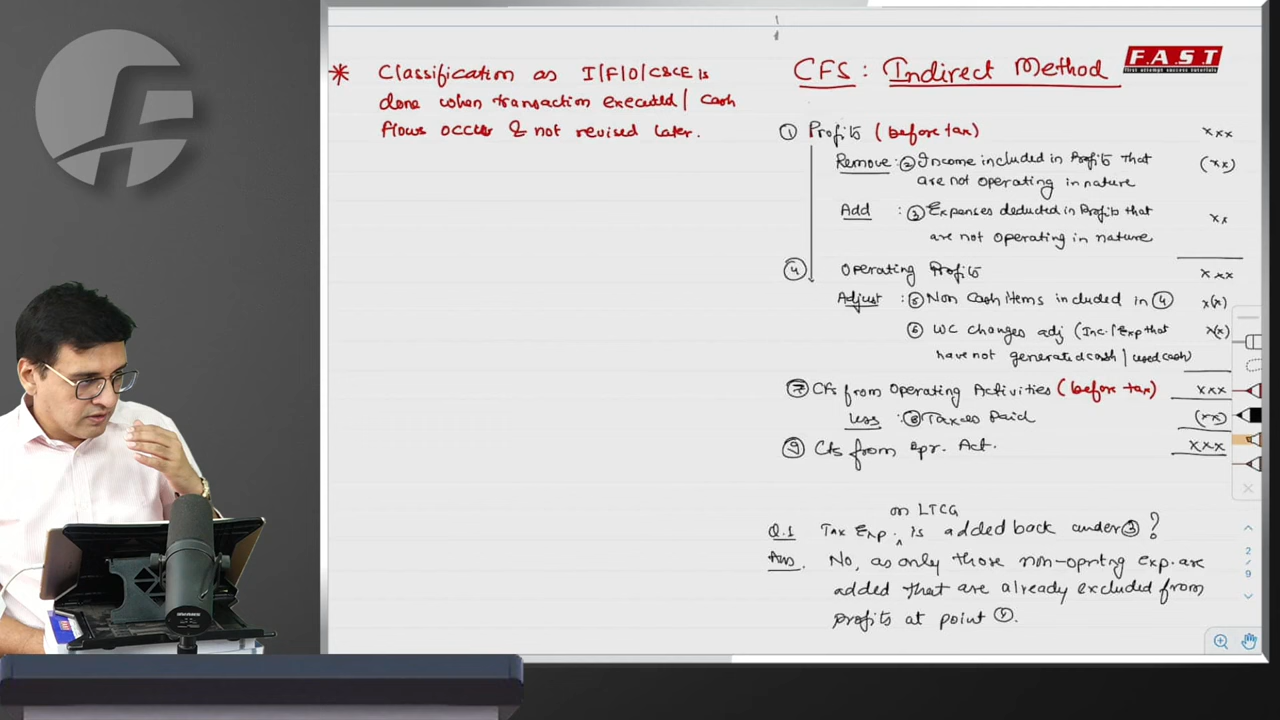 * Classification as I/F/O/C&CE is
done when transaction executed / Cash
flows occur & not revised later.
CFS : Indirect Method
F.A.S.T
first attempt success tutorials
① Profits (before tax) xxx
Remove : ② Income included in Profits that (xx)
are not operating in nature
Add : ③ Expenses deducted in Profits that xx
are not operating in nature
④ Operating Profits xxx
Adjust : ⑤ Non Cash items included in ④ x(x)
⑥ WC changes adj (Inc./Exp that x(x)
have not generated cash / used cash)
⑦ CFs from Operating Activities (before tax) xxx
Less : ⑧ Taxes Paid (xx)
⑨ CFs from Opr. Act. xxx
on LTCG
Q.1 Tax Exp. ^ is added back under ③ ?
Ans. No, as only those non-oprtng exp. are
added that are already excluded from
profits at point ①.
2
9